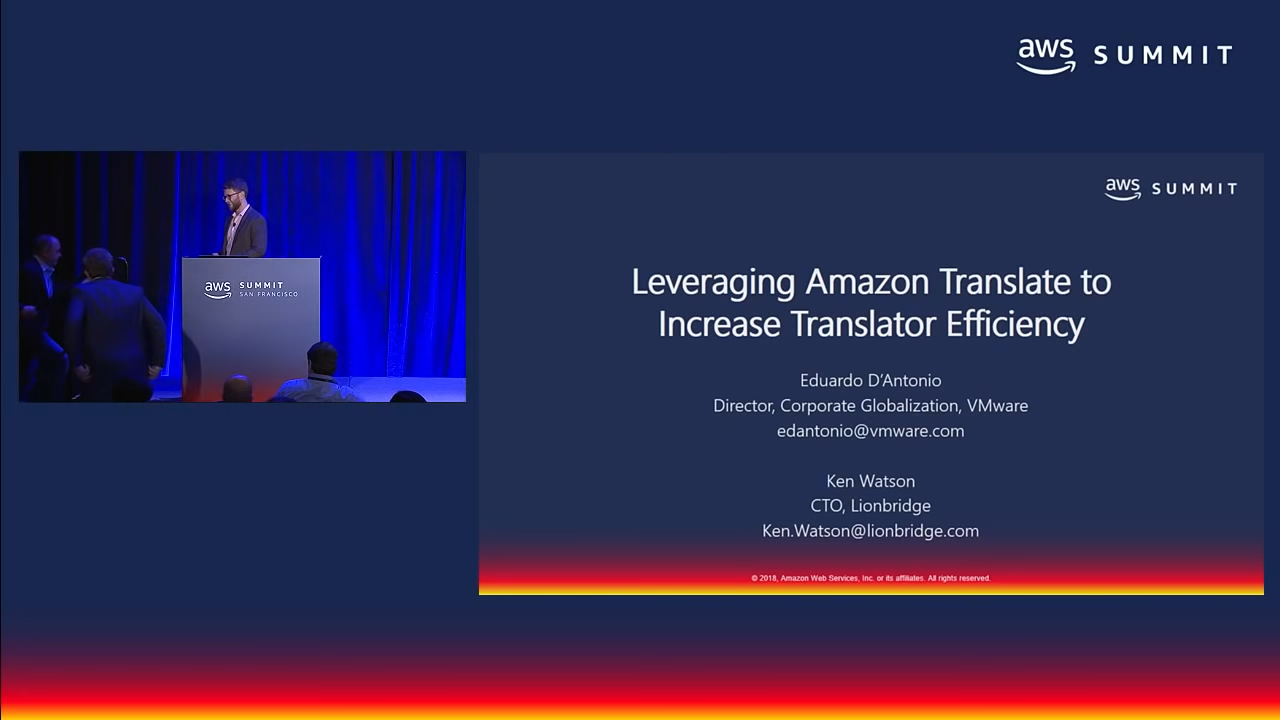 aws SUMMIT
aws SUMMIT
SAN FRANCISCO
aws SUMMIT
Leveraging Amazon Translate to
Increase Translator Efficiency
Eduardo D’Antonio
Director, Corporate Globalization, VMware
edantonio@vmware.com
Ken Watson
CTO, Lionbridge
Ken.Watson@lionbridge.com
© 2018, Amazon Web Services, Inc. or its affiliates. All rights reserved.